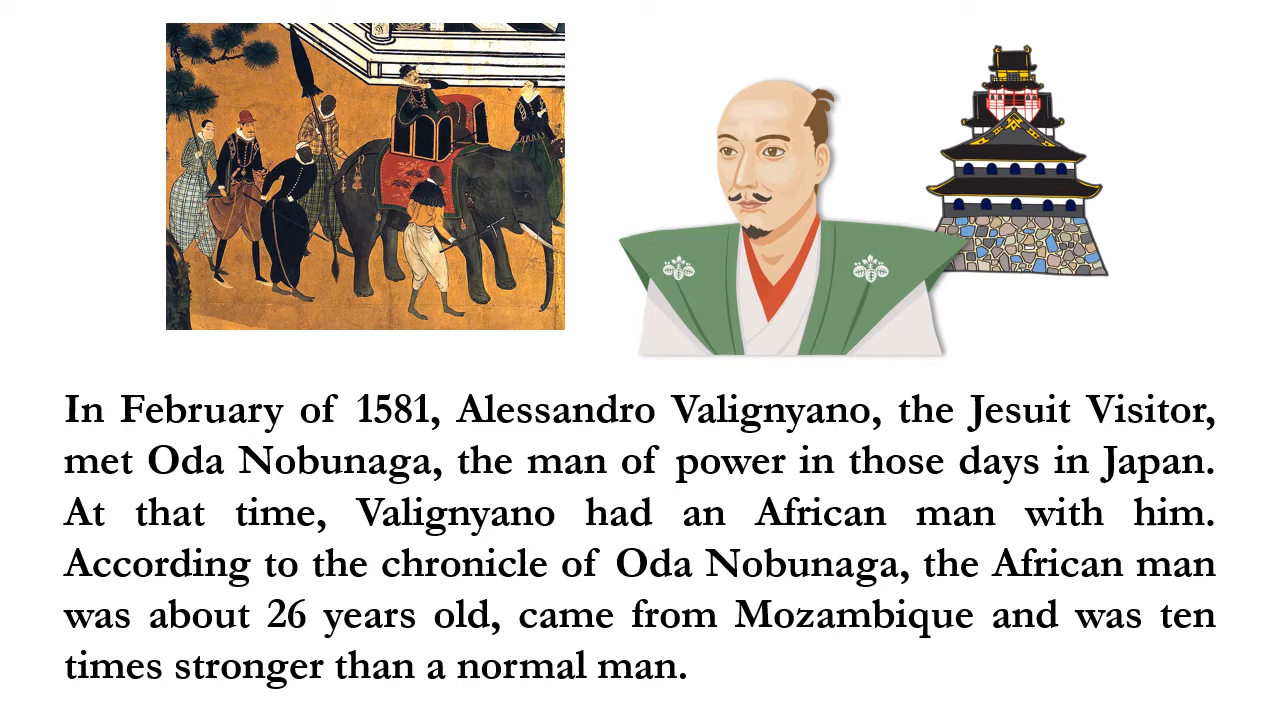 In February of 1581, Alessandro Valignyano, the Jesuit Visitor,
met Oda Nobunaga, the man of power in those days in Japan.
At that time, Valignyano had an African man with him.
According to the chronicle of Oda Nobunaga, the African man
was about 26 years old, came from Mozambique and was ten
times stronger than a normal man.